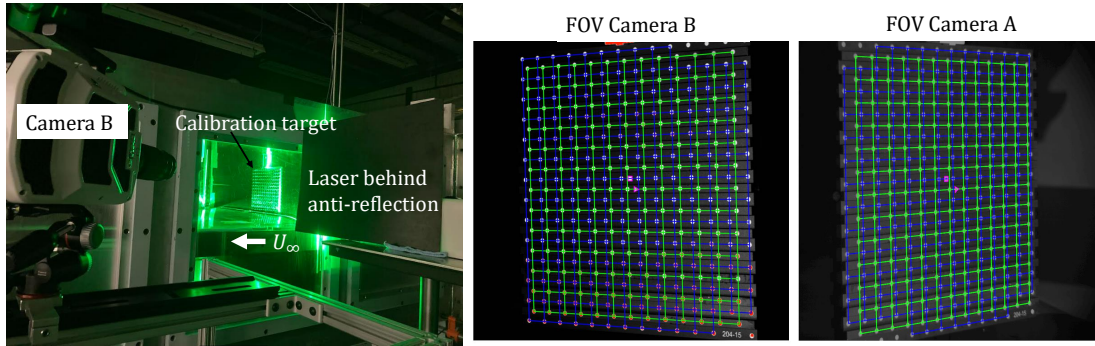 FOV Camera B
FOV Camera A
Camera B
Calibration target
Laser behind
anti-reflection
U∞
204-15
204-15